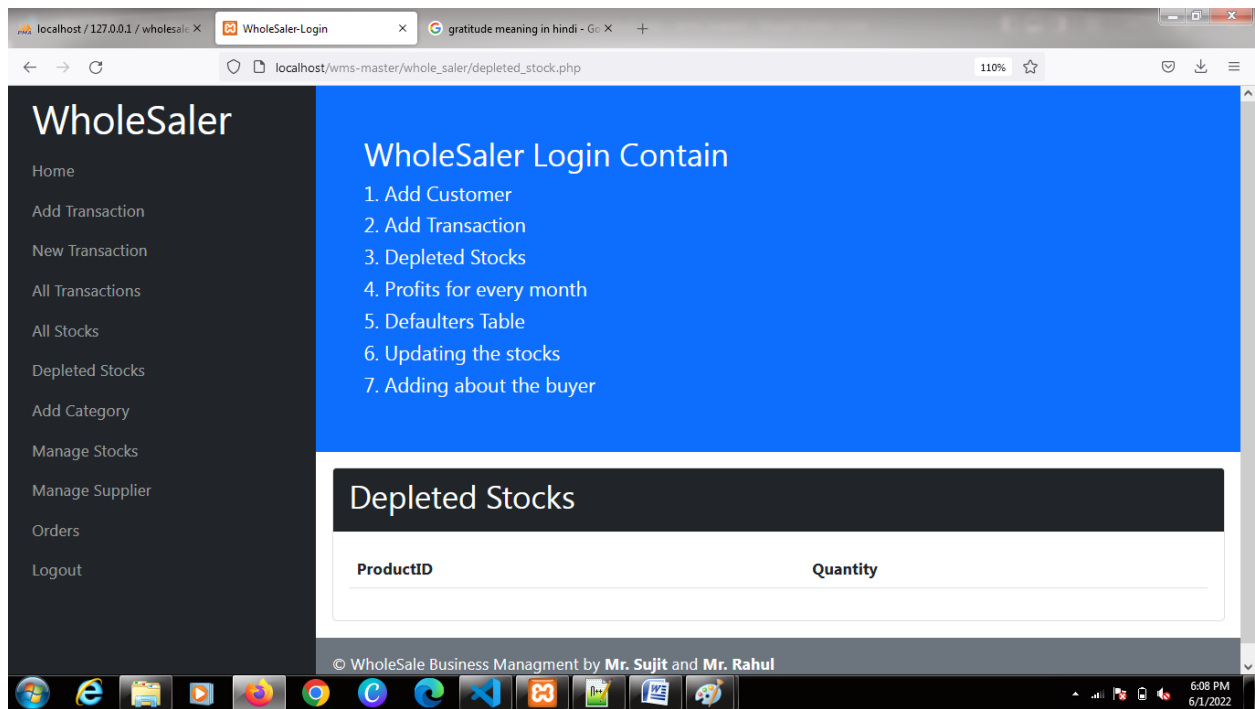 localhost / 127.0.0.1 / wholesale
WholeSaler-Login
gratitude meaning in hindi - Go
localhost/wms-master/whole_saler/depleted_stock.php
110%
WholeSaler
Home
Add Transaction
New Transaction
All Transactions
All Stocks
Depleted Stocks
Add Category
Manage Stocks
Manage Supplier
Orders
Logout
WholeSaler Login Contain
1. Add Customer
2. Add Transaction
3. Depleted Stocks
4. Profits for every month
5. Defaulters Table
6. Updating the stocks
7. Adding about the buyer
Depleted Stocks
ProductID Quantity
© WholeSale Business Managment by Mr. Sujit and Mr. Rahul
6:08 PM
6/1/2022